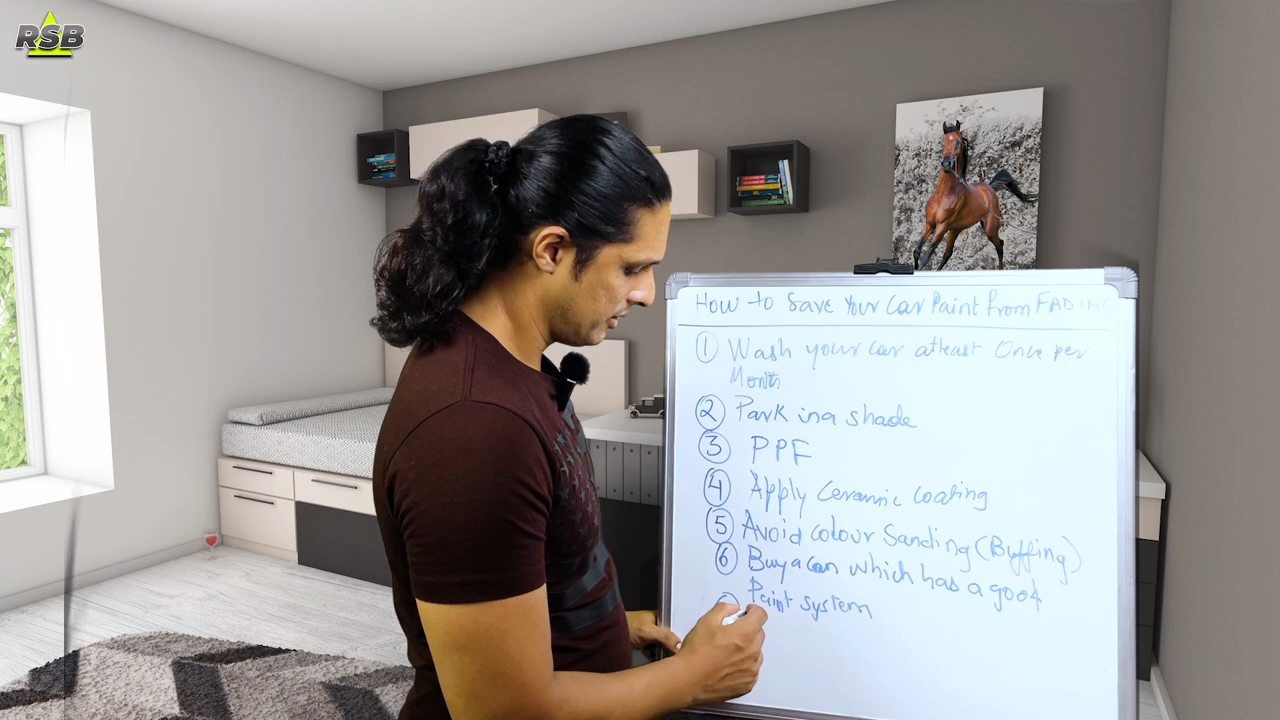 RSB
How to Save Your Car Paint from FADING
1 Wash your car atleast Once per
Month
2 Park in a shade
3 PPF
4 Apply Ceramic Coating
5 Avoid colour Sanding (Buffing)
6 Buy a car which has a good
Paint system